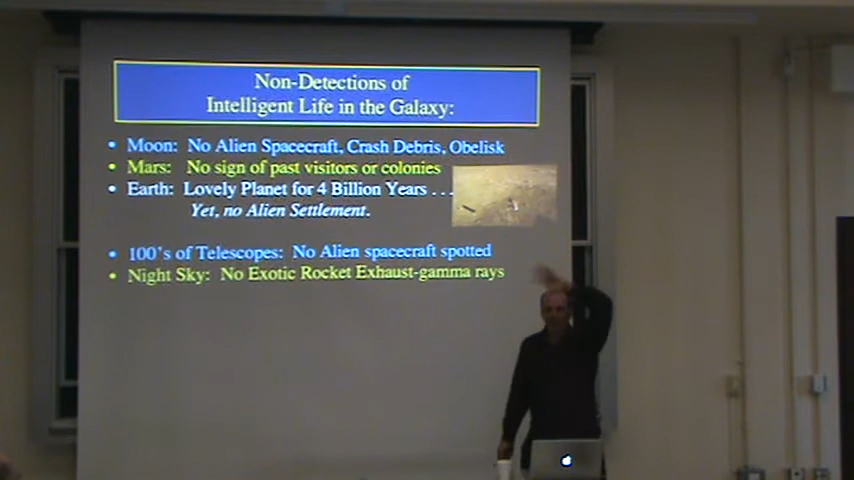 Non-Detections of
Intelligent Life in the Galaxy:
• Moon: No Alien Spacecraft, Crash Debris, Obelisk
• Mars: No sign of past visitors or colonies
• Earth: Lovely Planet for 4 Billion Years . . .
Yet, no Alien Settlement.
• 100's of Telescopes: No Alien spacecraft spotted
• Night Sky: No Exotic Rocket Exhaust-gamma rays